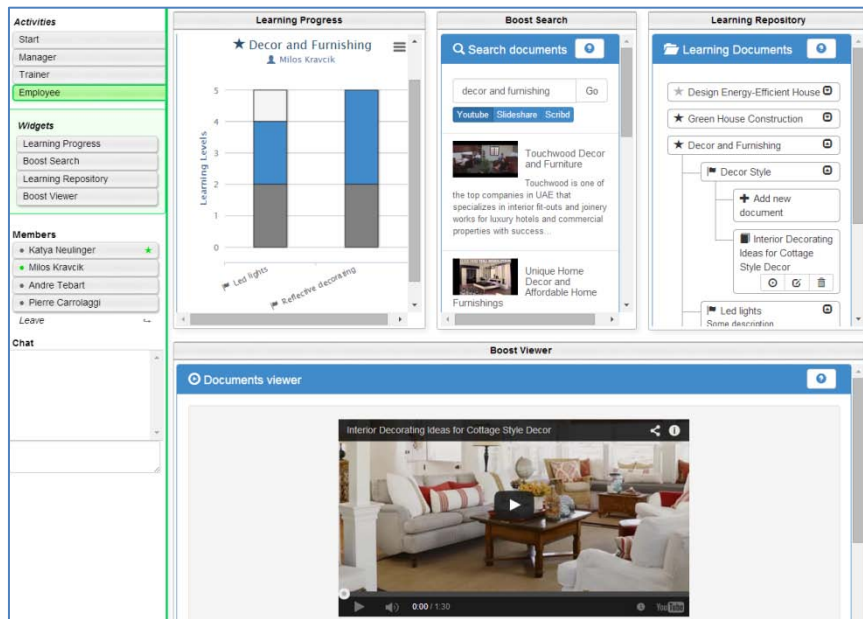 Activities
Start
Manager
Trainer
Employee
Widgets
Learning Progress
Boost Search
Learning Repository
Boost Viewer
Members
Katya Neulinger
Milos Kravcik
Andre Tebart
Pierre Carrolaggi
Leave
Chat
Learning Progress
Decor and Furnishing
Milos Kravcik
Learning Levels
5
4
3
2
1
0
Led lights
Reflective decorating
Boost Search
Search documents
decor and furnishing Go
Youtube Slideshare Scribd
Touchwood Decor
and Furniture
Touchwood is one of
the top companies in UAE that
specializes in interior fit-outs and joinery
works for luxury hotels and commercial
properties with success...
Unique Home
Decor and
Affordable Home
Furnishings
Learning Repository
Learning Documents
Design Energy-Efficient House
Green House Construction
Decor and Furnishing
Decor Style
Add new
document
Interior Decorating
Ideas for Cottage
Style Decor
Led lights
Some description
Boost Viewer
Documents viewer
Interior Decorating Ideas for Cottage Style Decor
0:00 / 1:30
YouTube